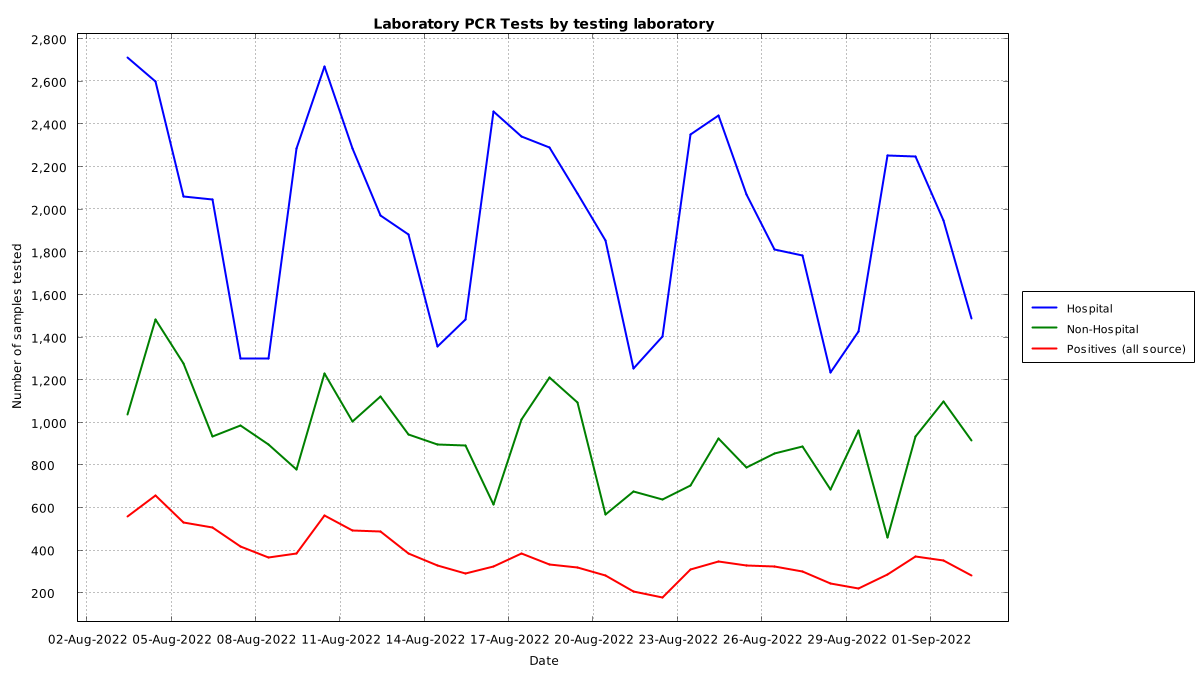 Laboratory PCR Tests by testing laboratory
Number of samples tested
2,800
2,600
2,400
2,200
2,000
1,800
1,600
1,400
1,200
1,000
800
600
400
200
02-Aug-2022 05-Aug-2022 08-Aug-2022 11-Aug-2022 14-Aug-2022 17-Aug-2022 20-Aug-2022 23-Aug-2022 26-Aug-2022 29-Aug-2022 01-Sep-2022
Date
Hospital
Non-Hospital
Positives (all source)